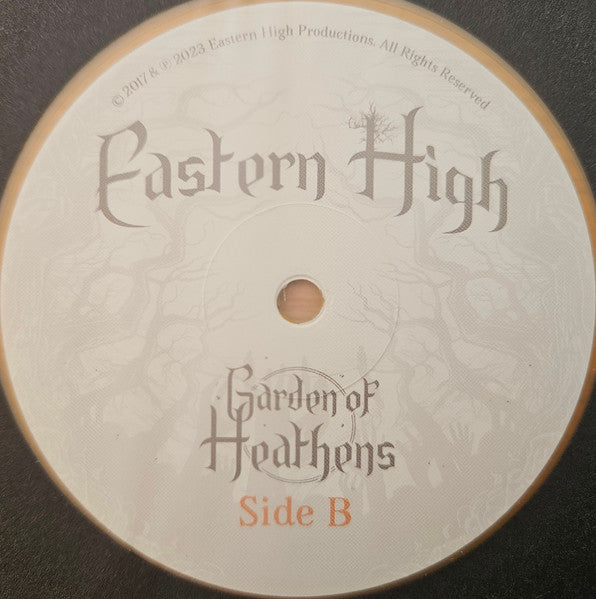 © 2017 & ℗ 2023 Eastern High Productions. All Rights Reserved
Eastern High
Garden of
Heathens
Side B